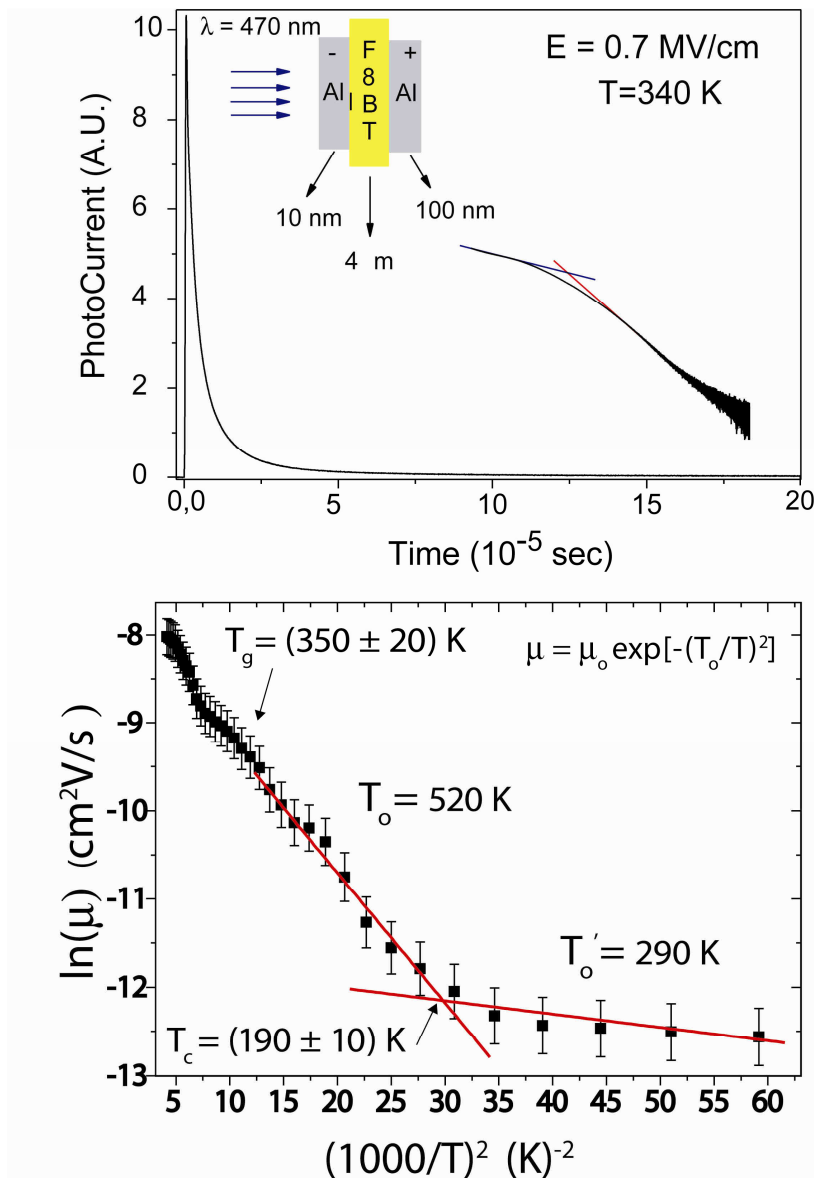 λ = 470 nm
E = 0.7 MV/cm
T=340 K
- F +
8
Al I B Al
T
10 nm
100 nm
4 m
PhotoCurrent (A.U.)
10
8
6
4
2
0
0,0 5 10 15 20
Time (10⁻⁵ sec)
T_g = (350 ± 20) K
μ = μ_o exp[-(T_o/T)²]
T_o = 520 K
T_o′ = 290 K
T_c = (190 ± 10) K
ln(μ) (cm²V/s)
-8
-9
-10
-11
-12
-13
5 10 15 20 25 30 35 40 45 50 55 60
(1000/T)² (K)⁻²